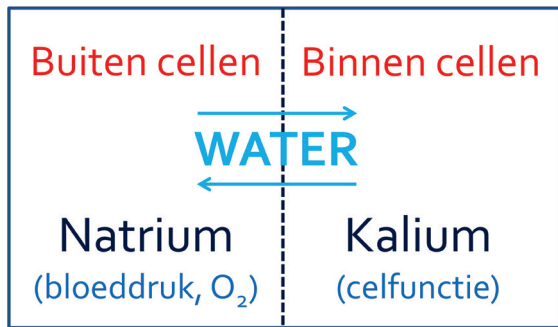 Buiten cellen
Binnen cellen
WATER
Natrium
Kalium
(bloeddruk, O₂)
(celfunctie)